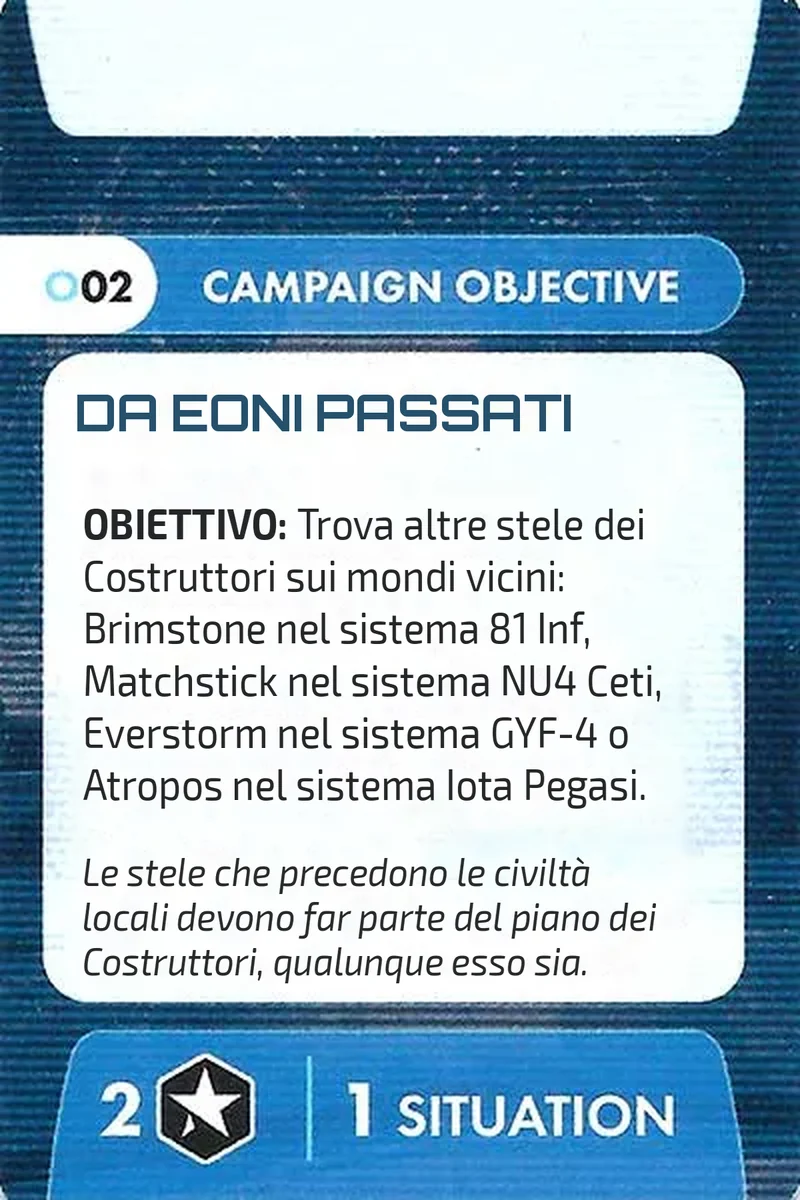 02 CAMPAIGN OBJECTIVE
DA EONI PASSATI
OBIETTIVO: Trova altre stele dei
Costruttori sui mondi vicini:
Brimstone nel sistema 81 Inf,
Matchstick nel sistema NU4 Ceti,
Everstorm nel sistema GYF-4 o
Atropos nel sistema Iota Pegasi.
Le stele che precedono le civiltà
locali devono far parte del piano dei
Costruttori, qualunque esso sia.
2 1 SITUATION